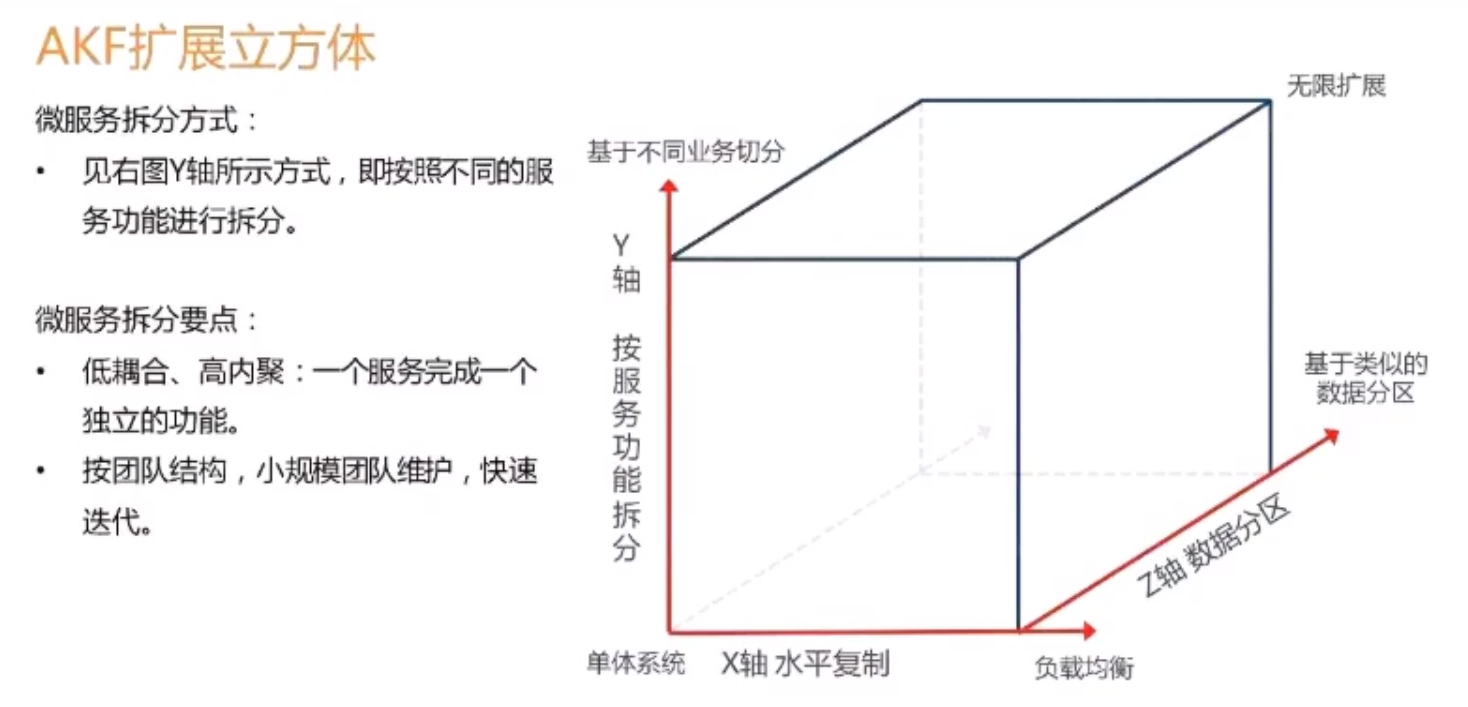 AKF扩展立方体
微服务拆分方式：
• 见右图Y轴所示方式，即按照不同的服
务功能进行拆分。
微服务拆分要点：
• 低耦合、高内聚：一个服务完成一个
独立的功能。
• 按团队结构，小规模团队维护，快速
迭代。
无限扩展
基于不同业务切分
Y轴 按服务功能拆分
基于类似的
数据分区
Z轴 数据分区
单体系统
X轴 水平复制
负载均衡